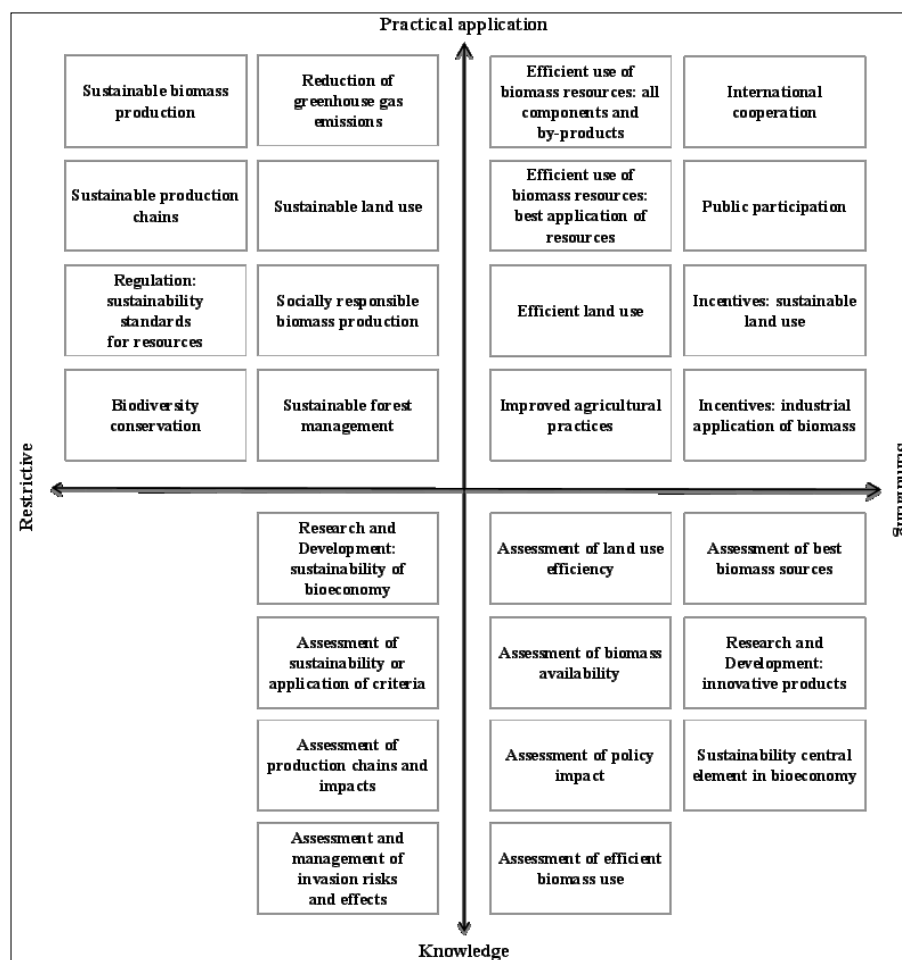 Practical application
Sustainable biomass
production
Reduction of
greenhouse gas
emissions
Efficient use of
biomass resources: all
components and
by-products
International
cooperation
Sustainable production
chains
Sustainable land use
Efficient use of
biomass resources:
best application of
resources
Public participation
Regulation:
sustainability
standards
for resources
Socially responsible
biomass production
Efficient land use
Incentives: sustainable
land use
Biodiversity
conservation
Sustainable forest
management
Improved agricultural
practices
Incentives: industrial
application of biomass
Restrictive
Stimulating
Research and
Development:
sustainability of
bioeconomy
Assessment of land use
efficiency
Assessment of best
biomass sources
Assessment of
sustainability or
application of criteria
Assessment of biomass
availability
Research and
Development:
innovative products
Assessment of
production chains and
impacts
Assessment of policy
impact
Sustainability central
element in bioeconomy
Assessment and
management of
invasion risks
and effects
Assessment of efficient
biomass use
Knowledge